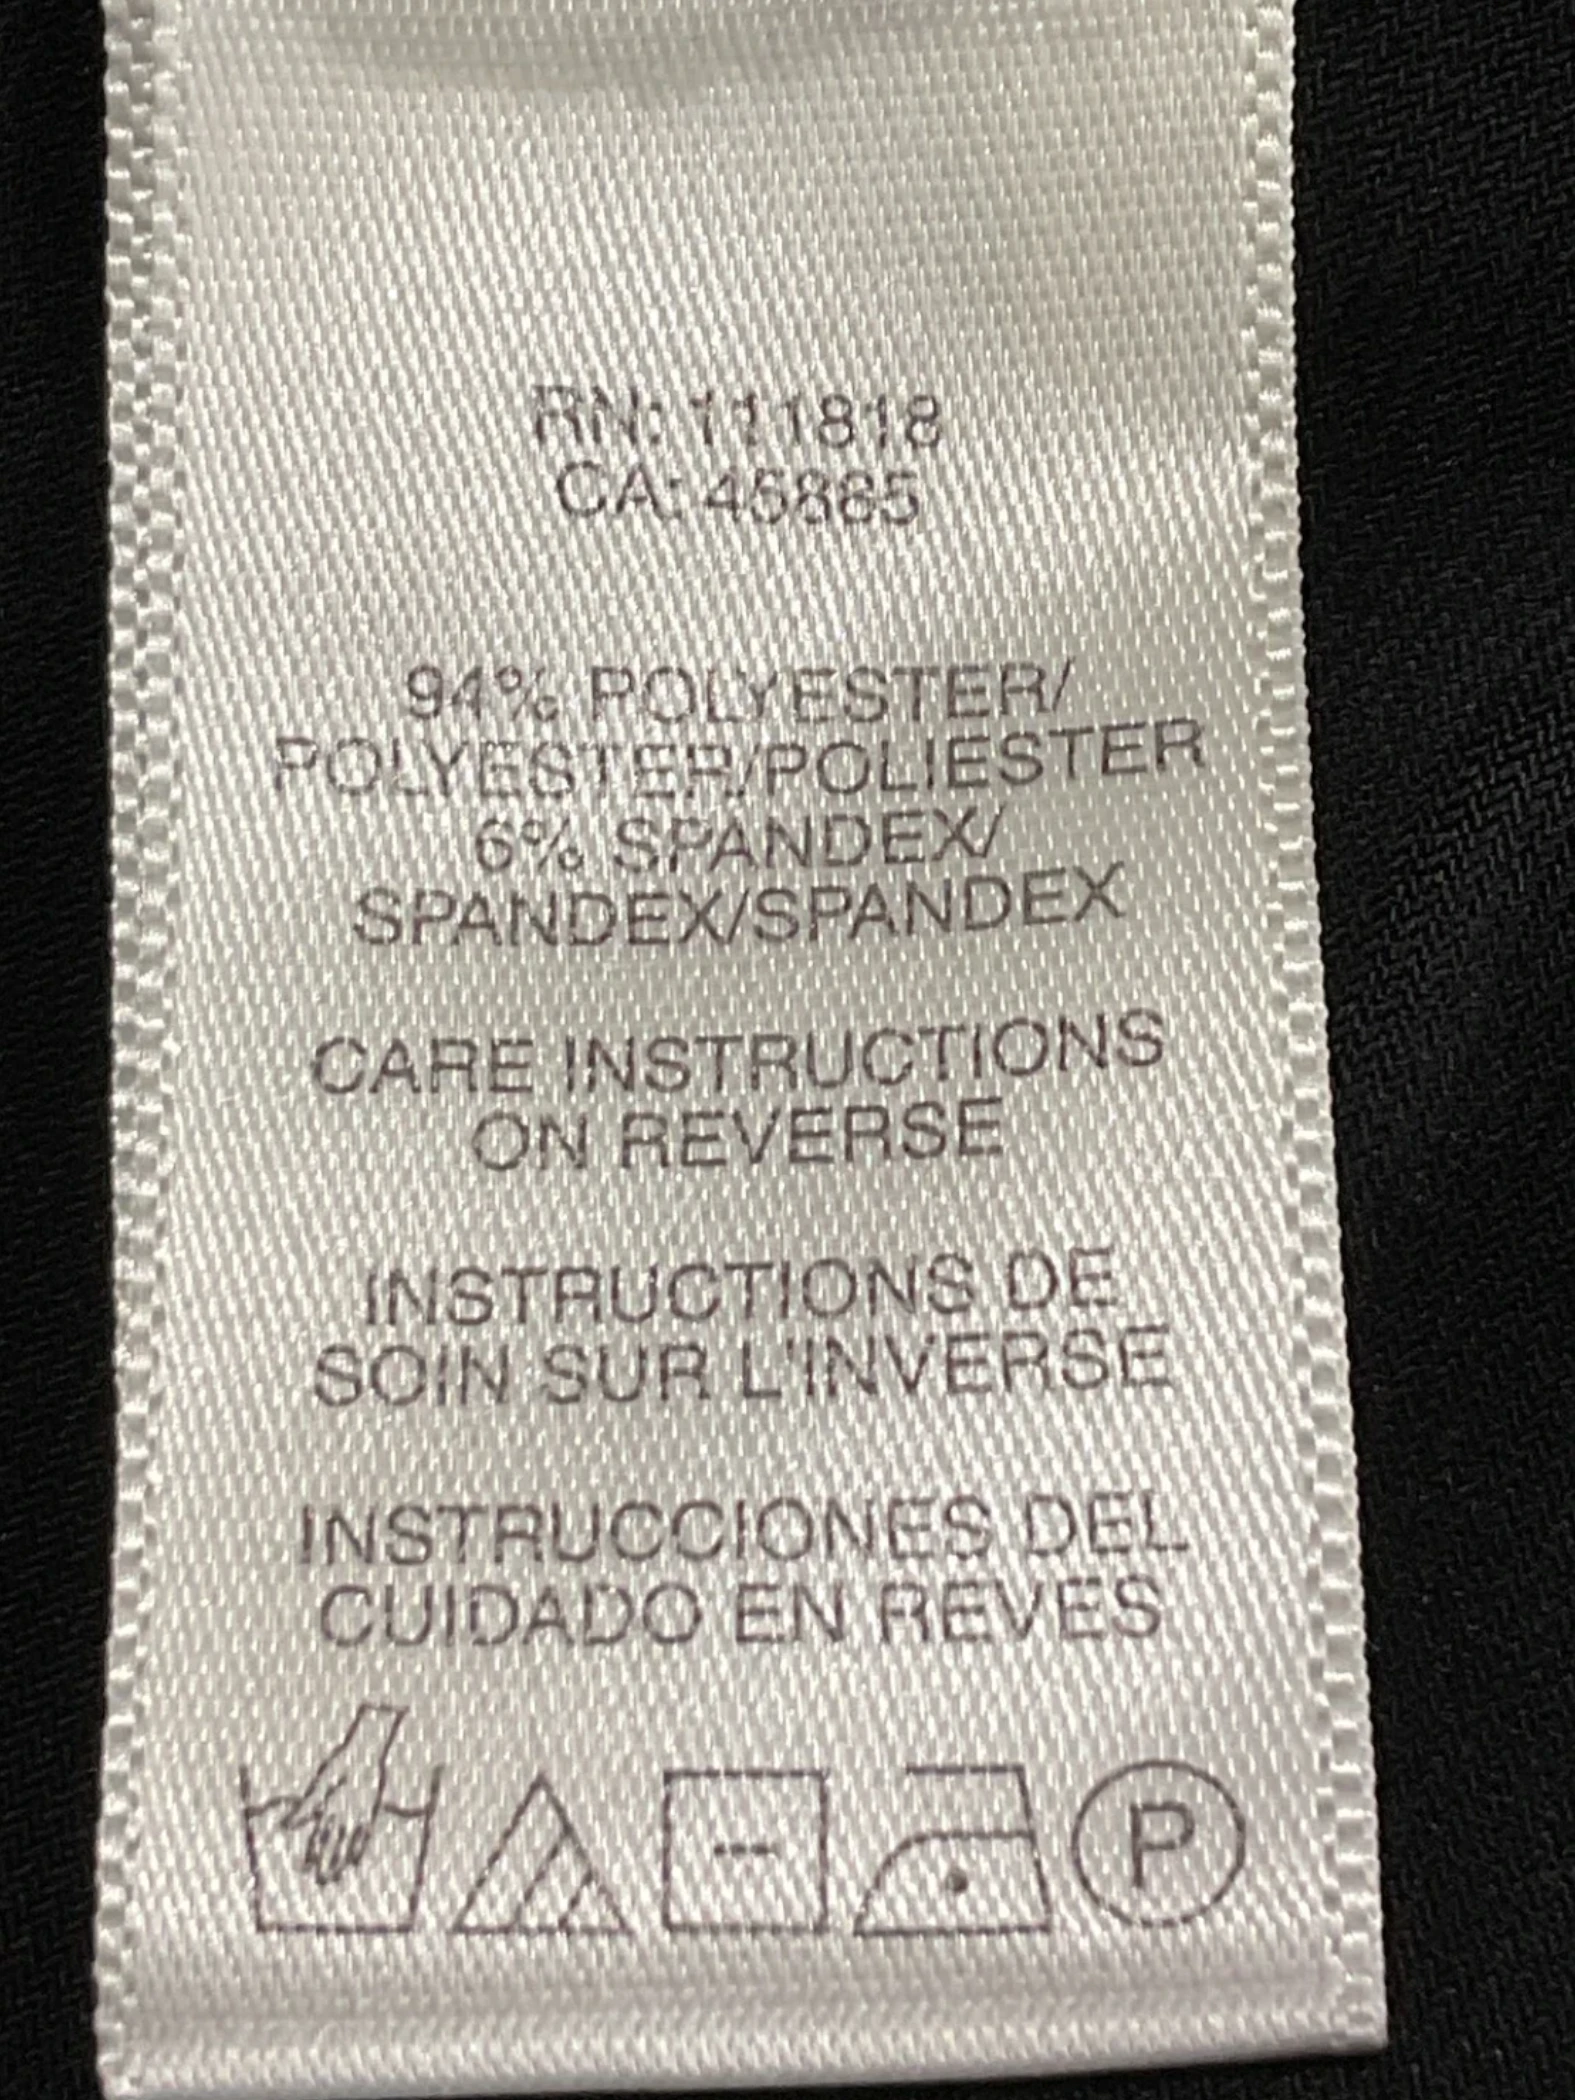 RN: 111818
CA: 45865
94% POLYESTER/
POLYESTER/POLIESTER
6% SPANDEX/
SPANDEX/SPANDEX
CARE INSTRUCTIONS
ON REVERSE
INSTRUCTIONS DE
SOIN SUR L'INVERSE
INSTRUCCIONES DEL
CUIDADO EN REVES
P